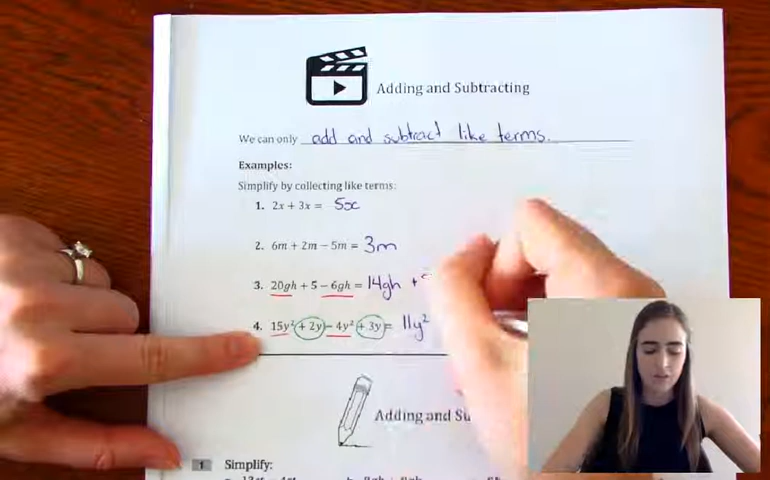 Adding and Subtracting
We can only add and subtract like terms.
Examples:
Simplify by collecting like terms:
1. 2x + 3x = 5x
2. 6m + 2m − 5m = 3m
3. 20gh + 5 − 6gh = 14gh +
4. 15y² + 2y − 4y² + 3y = 11y²
Adding and Su
1 Simplify: